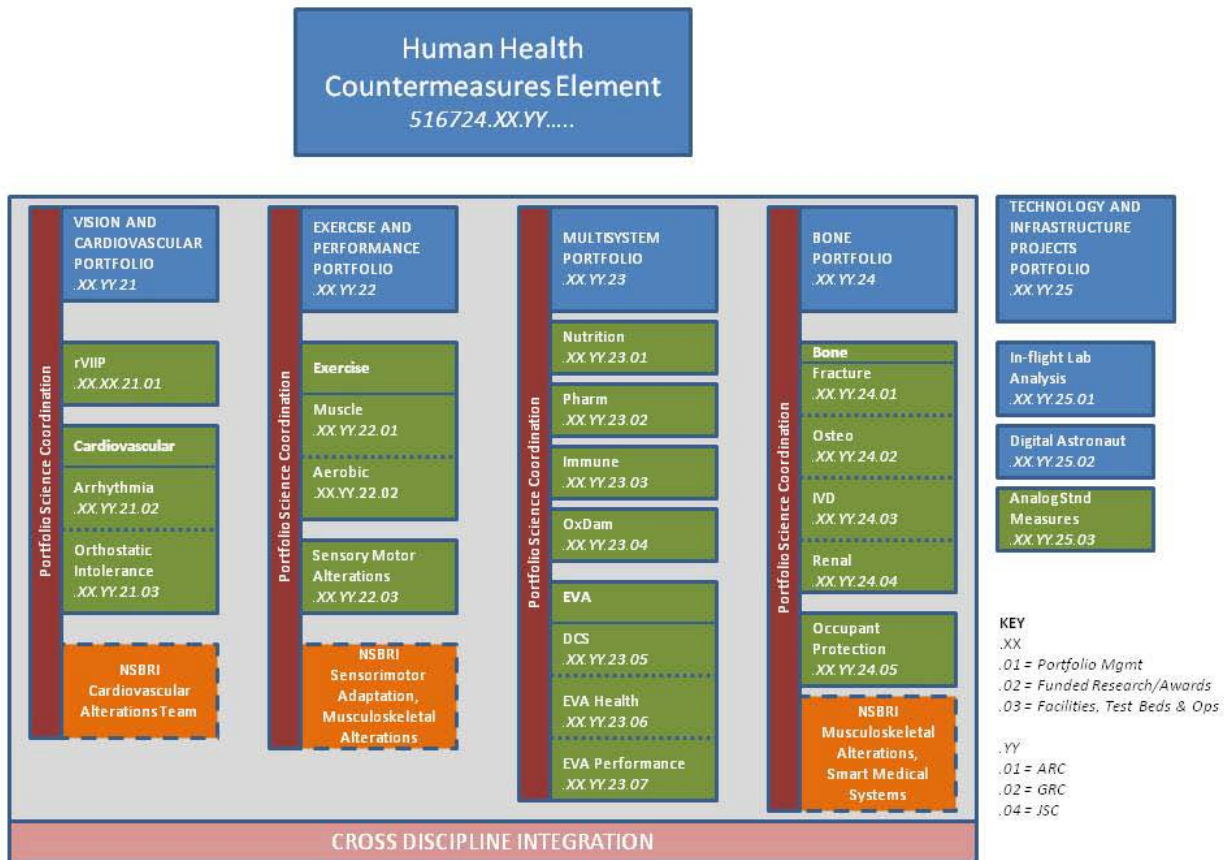 Human Health
Countermeasures Element
516724.XX.YY.....
Portfolio Science Coordination
VISION AND
CARDIOVASCULAR
PORTFOLIO
.XX.YY.21
rVIIP
.XX.XX.21.01
Cardiovascular
Arrhythmia
.XX.YY.21.02
Orthostatic
Intolerance
.XX.YY.21.03
NSBRI
Cardiovascular
Alterations Team
Portfolio Science Coordination
EXERCISE AND
PERFORMANCE
PORTFOLIO
.XX.YY.22
Exercise
Muscle
.XX.YY.22.01
Aerobic
.XX.YY.22.02
Sensory Motor
Alterations
.XX.YY.22.03
NSBRI
Sensorimotor
Adaptation,
Musculoskeletal
Alterations
Portfolio Science Coordination
MULTISYSTEM
PORTFOLIO
.XX.YY.23
Nutrition
.XX.YY.23.01
Pharm
.XX.YY.23.02
Immune
.XX.YY.23.03
OxDam
.XX.YY.23.04
EVA
DCS
.XX.YY.23.05
EVA Health
.XX.YY.23.06
EVA Performance
.XX.YY.23.07
Portfolio Science Coordination
BONE
PORTFOLIO
.XX.YY.24
Bone
Fracture
.XX.YY.24.01
Osteo
.XX.YY.24.02
IVD
.XX.YY.24.03
Renal
.XX.YY.24.04
Occupant
Protection
.XX.YY.24.05
NSBRI
Musculoskeletal
Alterations,
Smart Medical
Systems
TECHNOLOGY AND
INFRASTRUCTURE
PROJECTS
PORTFOLIO
.XX.YY.25
In-flight Lab
Analysis
.XX.YY.25.01
Digital Astronaut
.XX.YY.25.02
Analog Stnd
Measures
.XX.YY.25.03
KEY
.XX
.01 = Portfolio Mgmt
.02 = Funded Research/Awards
.03 = Facilities, Test Beds & Ops
.YY
.01 = ARC
.02 = GRC
.04 = JSC
CROSS DISCIPLINE INTEGRATION